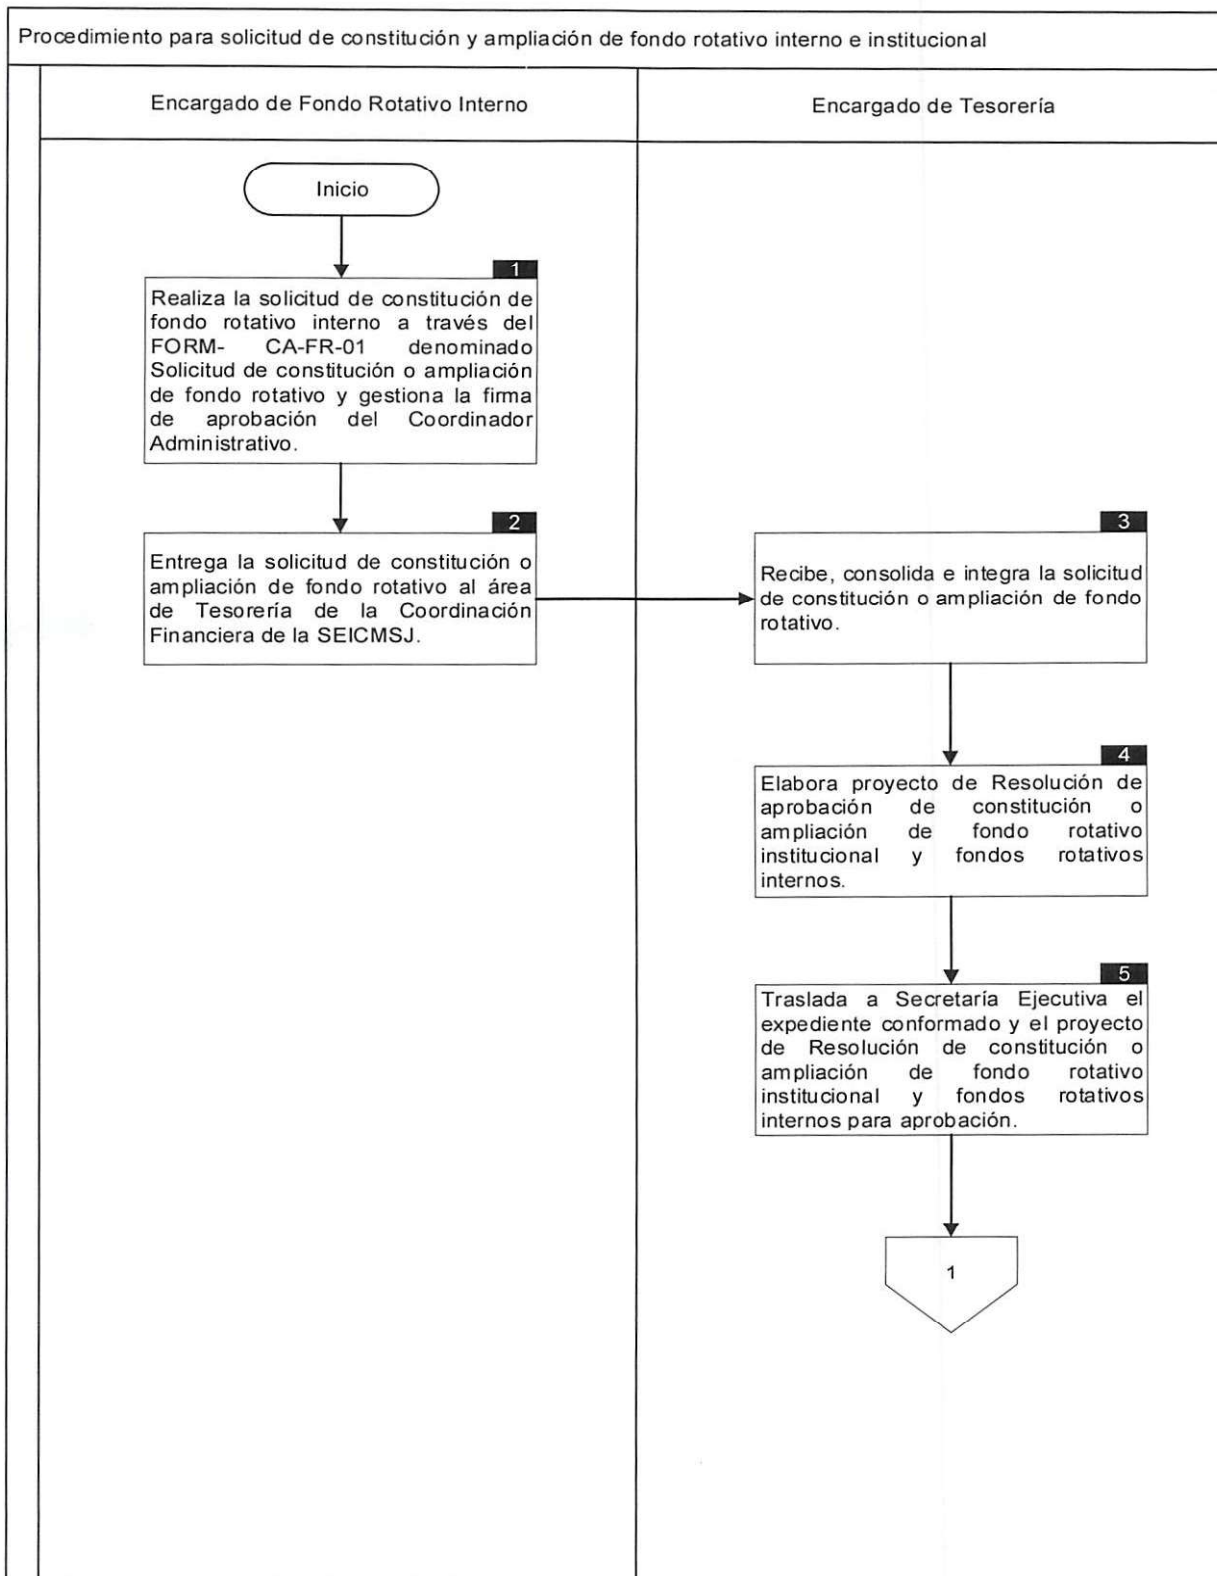 Procedimiento para solicitud de constitución y ampliación de fondo rotativo interno e institucional
Encargado de Fondo Rotativo Interno
Encargado de Tesorería
Inicio
1
Realiza la solicitud de constitución de
fondo rotativo interno a través del
FORM- CA-FR-01 denominado
Solicitud de constitución o ampliación
de fondo rotativo y gestiona la firma
de aprobación del Coordinador
Administrativo.
2
Entrega la solicitud de constitución o
ampliación de fondo rotativo al área
de Tesorería de la Coordinación
Financiera de la SEICMSJ.
3
Recibe, consolida e integra la solicitud
de constitución o ampliación de fondo
rotativo.
4
Elabora proyecto de Resolución de
aprobación de constitución o
ampliación de fondo rotativo
institucional y fondos rotativos
internos.
5
Traslada a Secretaría Ejecutiva el
expediente conformado y el proyecto
de Resolución de constitución o
ampliación de fondo rotativo
institucional y fondos rotativos
internos para aprobación.
1